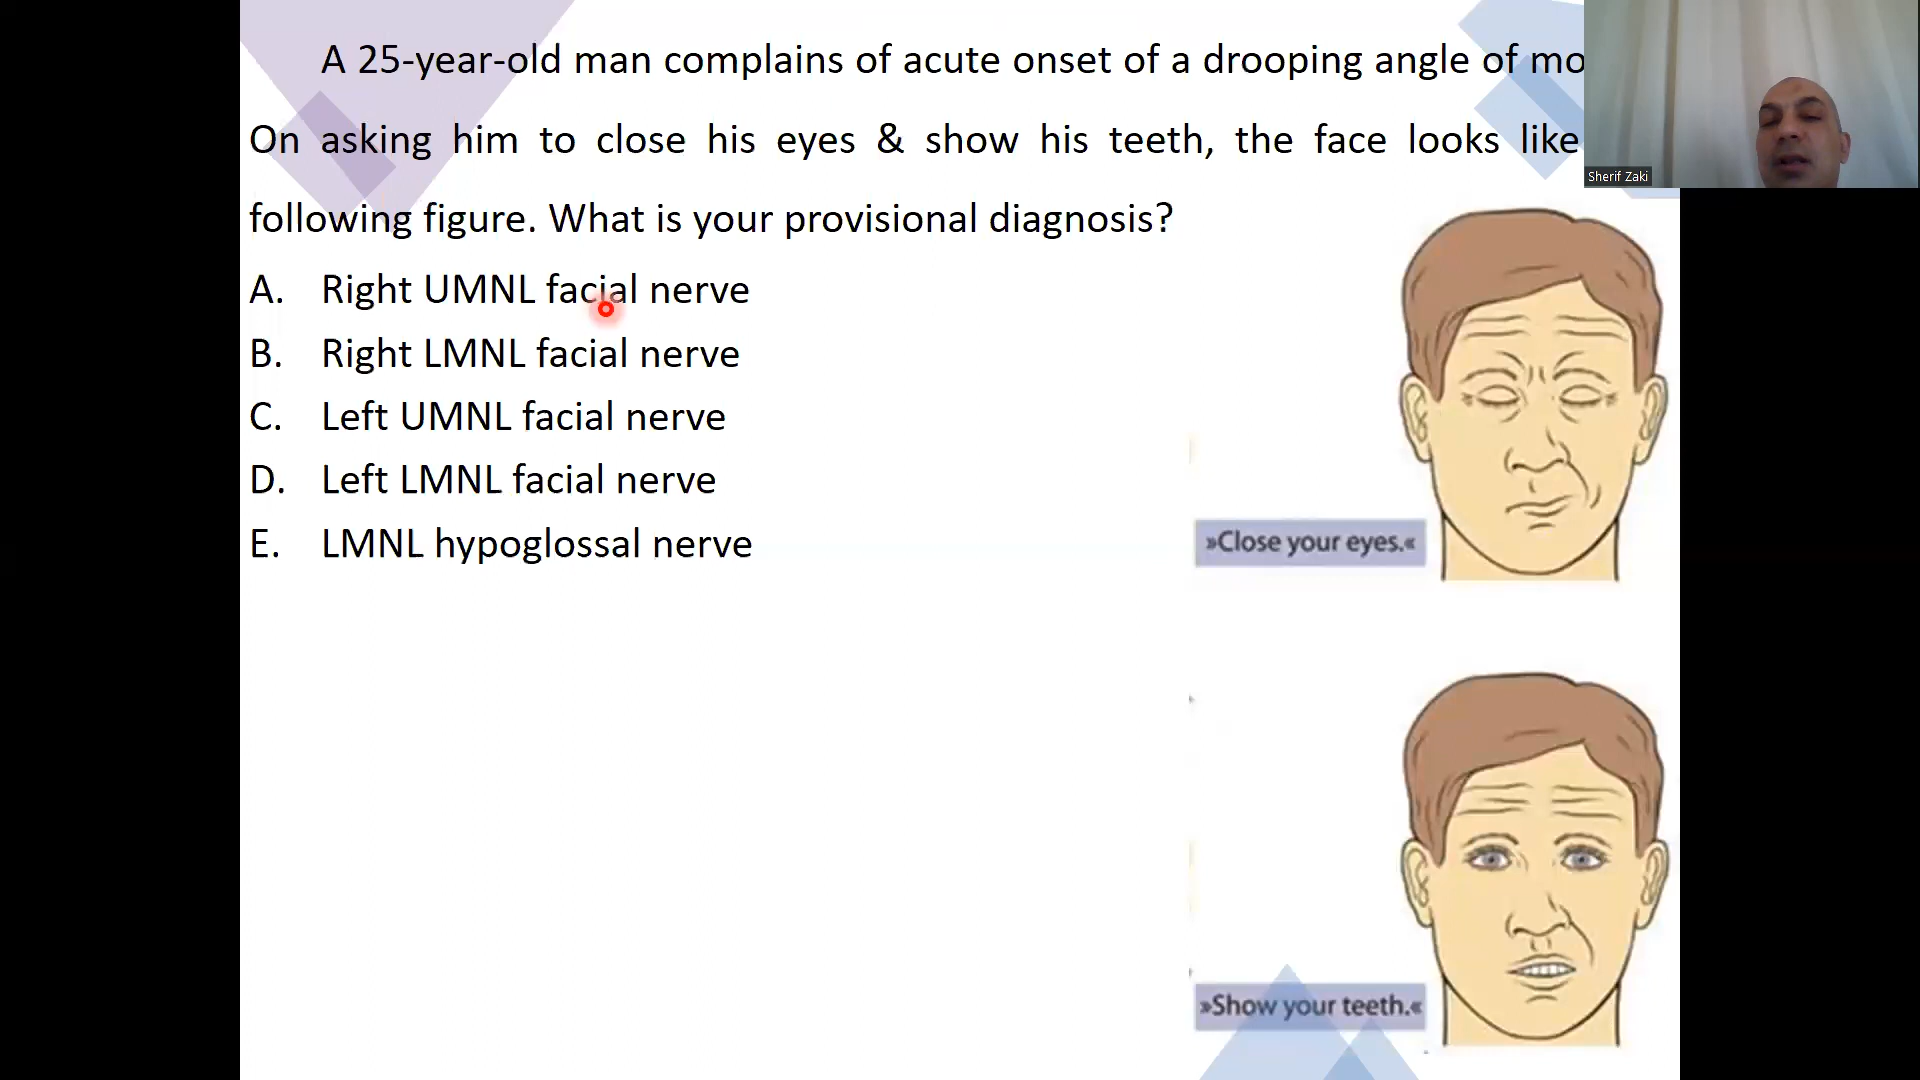 A 25-year-old man complains of acute onset of a drooping angle of
On asking him to close his eyes & show his teeth, the face looks like
Sherif Zaki
following figure. What is your provisional diagnosis?
A. Right UMNL facial nerve
B. Right LMNL facial nerve
C. Left UMNL facial nerve
D. Left LMNL facial nerve
E. LMNL hypoglossal nerve
»Close your eyes.«
»Show your teeth.«